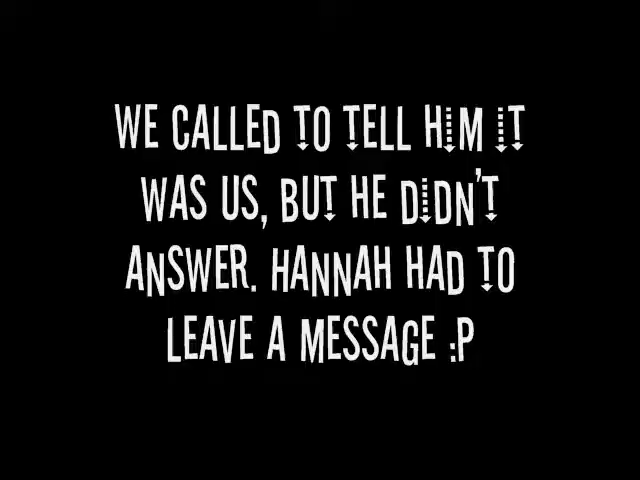 WE CALLED TO TELL HIM IT
WAS US, BUT HE DIDN'T
ANSWER. HANNAH HAD TO
LEAVE A MESSAGE :P